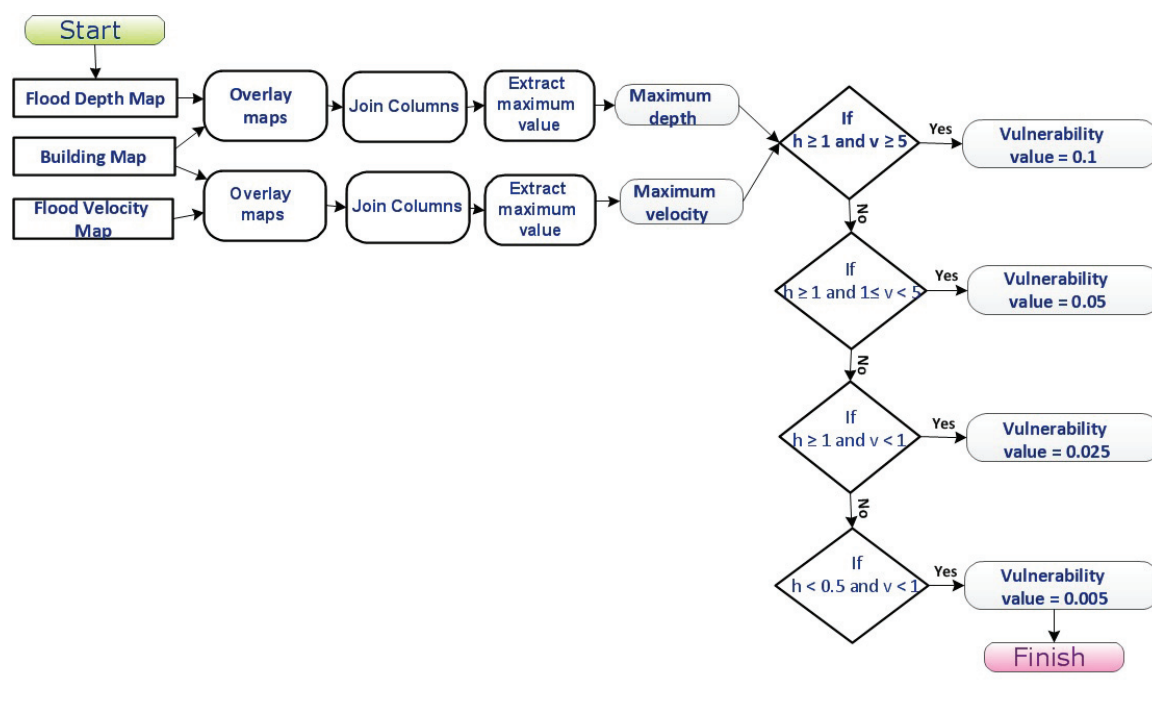 Start
Flood Depth Map
Building Map
Flood Velocity
Map
Overlay
maps
Join Columns
Extract
maximum
value
Maximum
depth
Overlay
maps
Join Columns
Extract
maximum
value
Maximum
velocity
If
h ≥ 1 and v ≥ 5
Yes
Vulnerability
value = 0.1
No
If
h ≥ 1 and 1≤ v < 5
Yes
Vulnerability
value = 0.05
No
If
h ≥ 1 and v < 1
Yes
Vulnerability
value = 0.025
No
If
h < 0.5 and v < 1
Yes
Vulnerability
value = 0.005
Finish